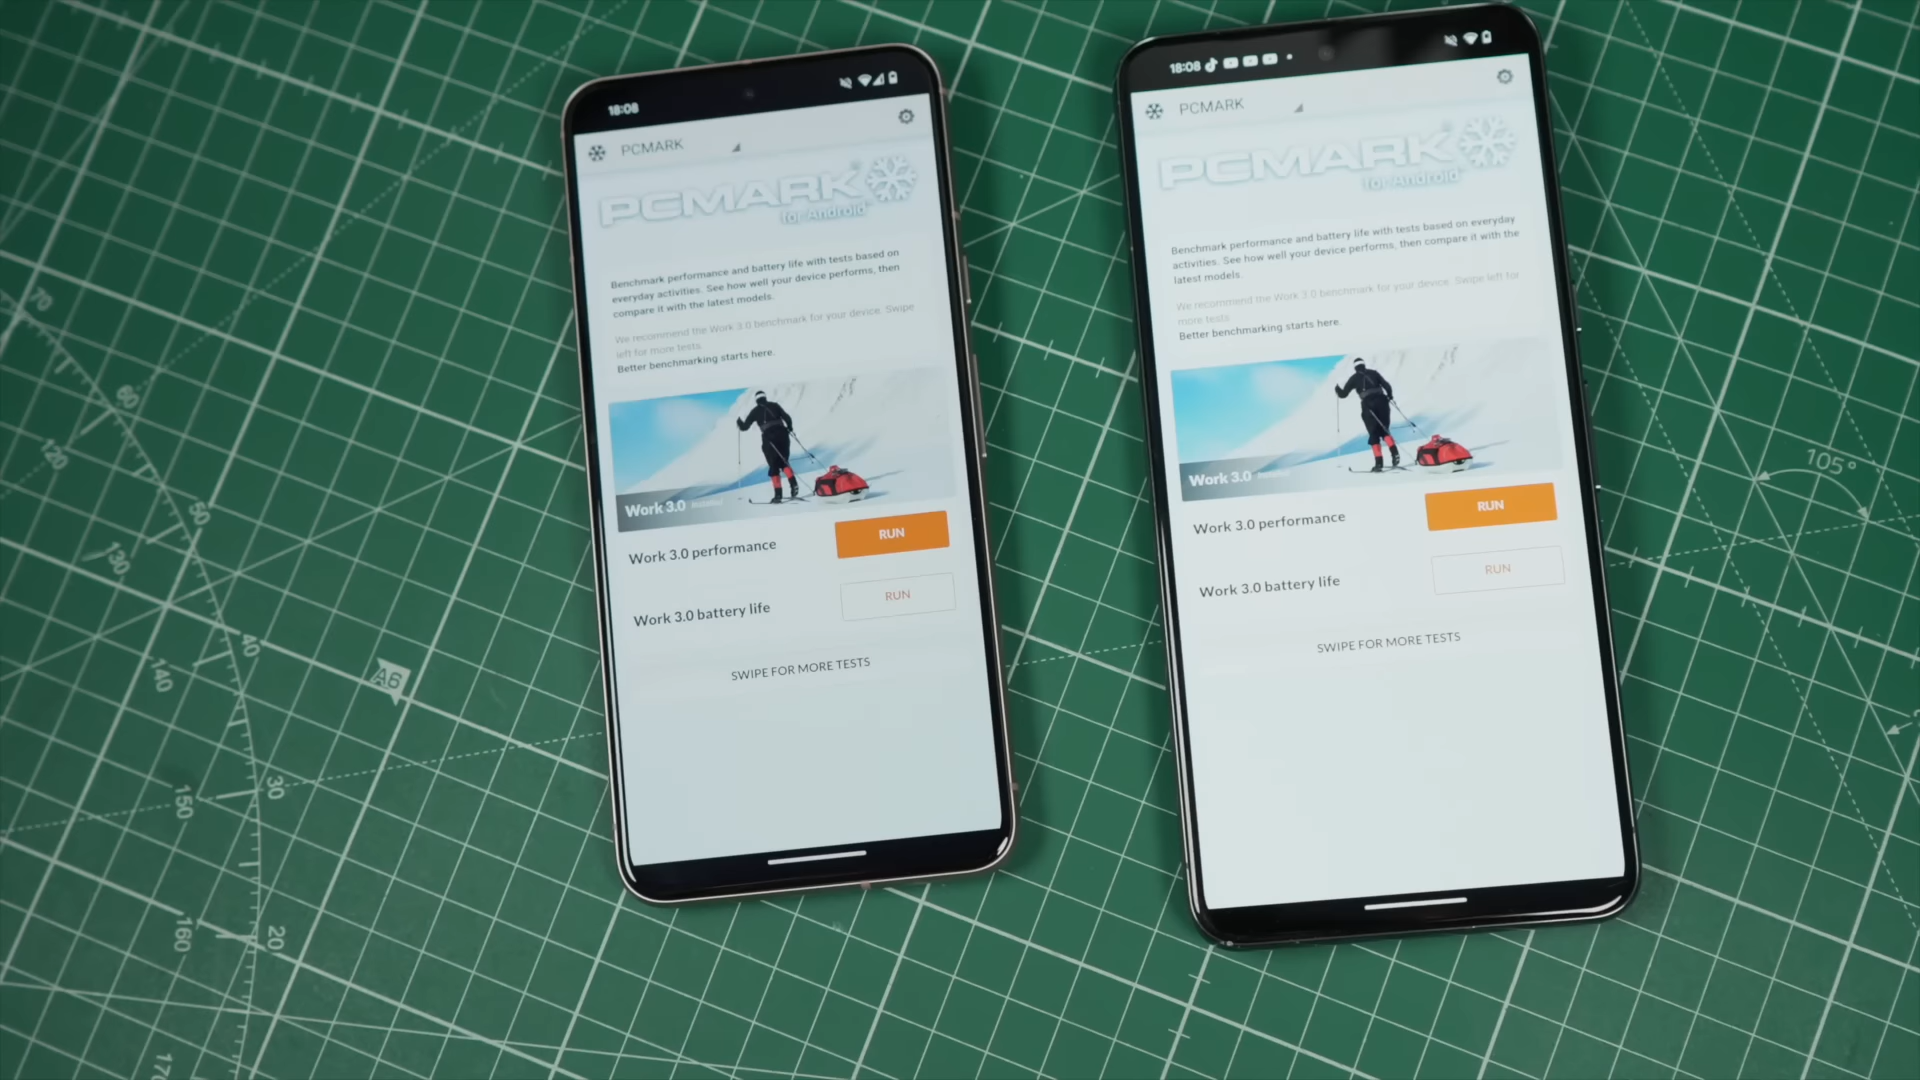 18:08
PCMARK
PCMARK
for Android
Benchmark performance and battery life with tests based on
everyday activities. See how well your device performs, then
compare it with the latest models.
We recommend the Work 3.0 benchmark for your device. Swipe
left for more tests.
Better benchmarking starts here.
Work 3.0
Work 3.0 performance
RUN
Work 3.0 battery life
RUN
SWIPE FOR MORE TESTS
18:08
PCMARK
PCMARK
for Android
Benchmark performance and battery life with tests based on everyday
activities. See how well your device performs, then compare it with the
latest models.
We recommend the Work 3.0 benchmark for your device. Swipe left for
more tests.
Better benchmarking starts here.
Work 3.0
Work 3.0 performance
RUN
Work 3.0 battery life
RUN
SWIPE FOR MORE TESTS
70
60
120
50
130
40
140
A6
30
150
20
160
170
105°